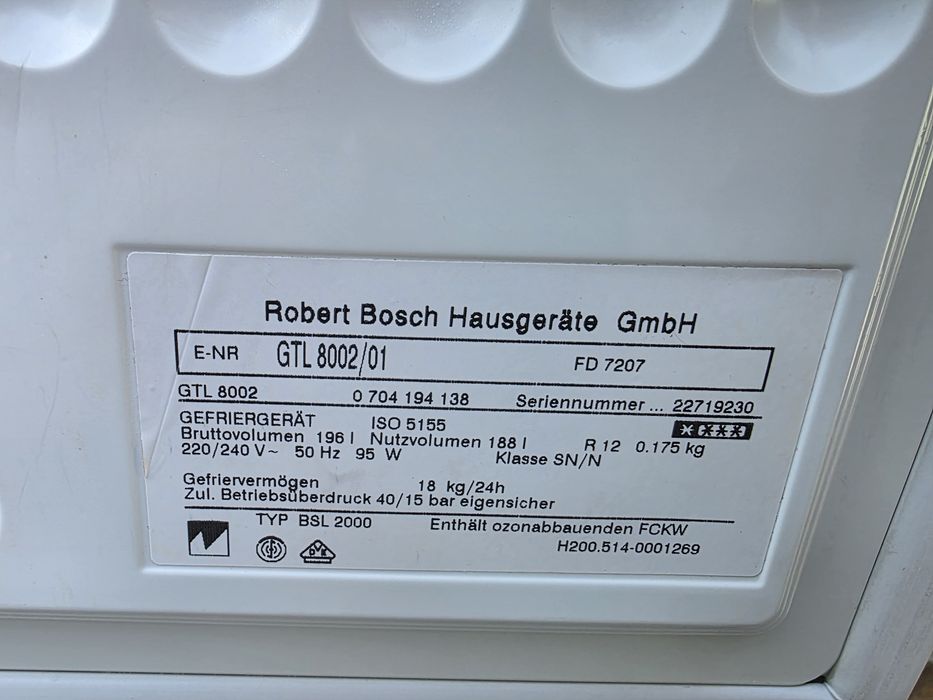 Robert Bosch Hausgeräte GmbH
E-NR GTL 8002/01 FD 7207
GTL 8002 0 704 194 138 Seriennummer ... 22719230
GEFRIERGERÄT ISO 5155
Bruttovolumen 196 l Nutzvolumen 188 l R 12 0.175 kg
220/240 V~ 50 Hz 95 W Klasse SN/N
Gefriervermögen 18 kg/24h
Zul. Betriebsüberdruck 40/15 bar eigensicher
TYP BSL 2000 Enthält ozonabbauenden FCKW
H200.514-0001269